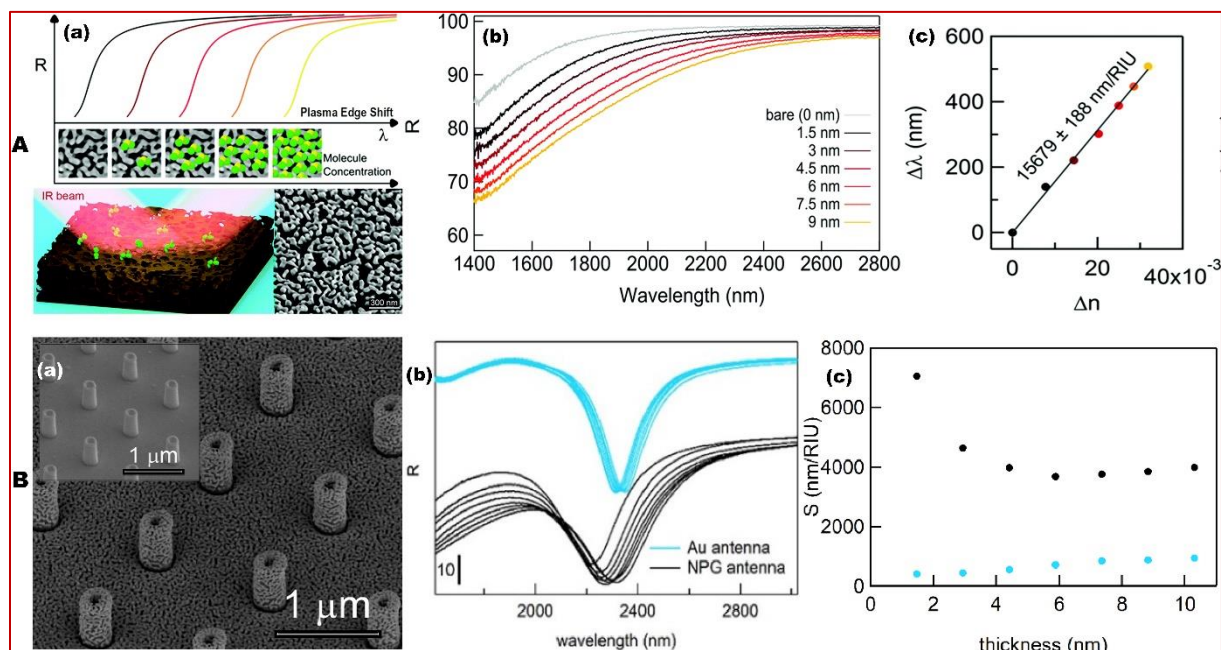 A
(a)
R
Plasma Edge Shift
λ
Molecule
Concentration
IR beam
300 nm
(b)
100
90
80
70
60
R
bare (0 nm)
1.5 nm
3 nm
4.5 nm
6 nm
7.5 nm
9 nm
1400 1600 1800 2000 2200 2400 2600 2800
Wavelength (nm)
(c)
600
400
200
0
Δλ (nm)
15679 ± 188 nm/RIU
0 20 40x10⁻³
Δn
B
(a)
1 μm
1 μm
(b)
R
10
Au antenna
NPG antenna
2000 2400 2800
wavelength (nm)
(c)
8000
6000
4000
2000
0
S (nm/RIU)
0 2 4 6 8 10
thickness (nm)